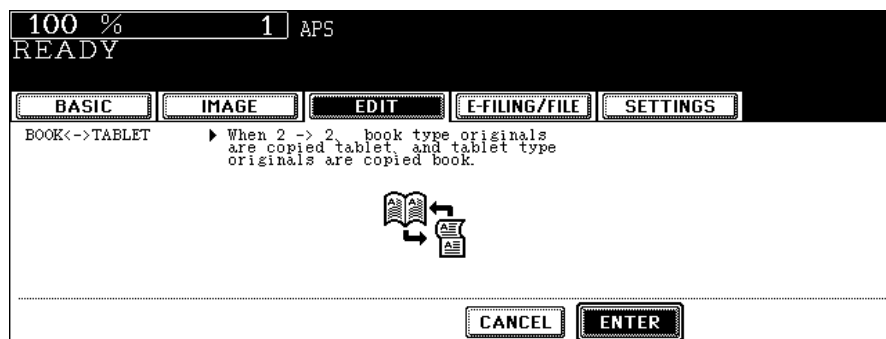 100 % 1 APS
READY
BASIC IMAGE EDIT E-FILING/FILE SETTINGS
BOOK<->TABLET ▶ When 2 -> 2, book type originals
are copied tablet, and tablet type
originals are copied book.
CANCEL ENTER